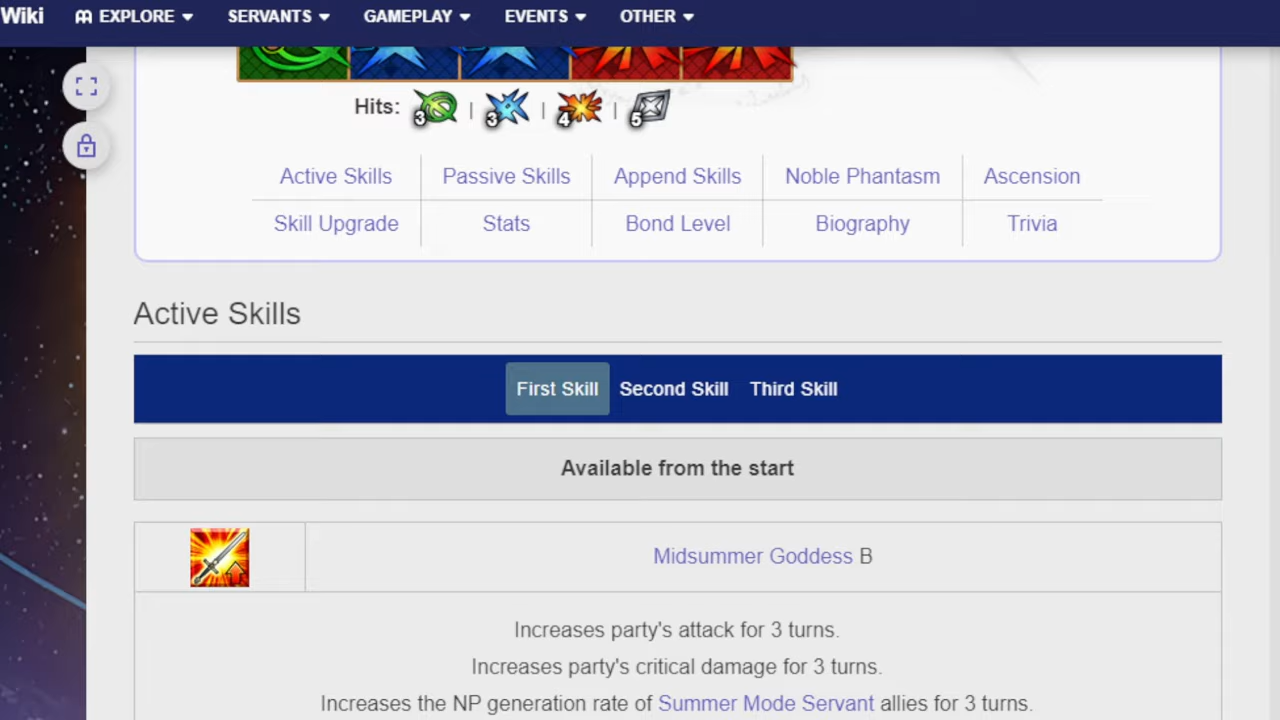 Wiki EXPLORE SERVANTS GAMEPLAY EVENTS OTHER
Hits: 3 | 3 | 4 | 5
Active Skills Passive Skills Append Skills Noble Phantasm Ascension
Skill Upgrade Stats Bond Level Biography Trivia
Active Skills
First Skill Second Skill Third Skill
Available from the start
Midsummer Goddess B
Increases party's attack for 3 turns.
Increases party's critical damage for 3 turns.
Increases the NP generation rate of Summer Mode Servant allies for 3 turns.